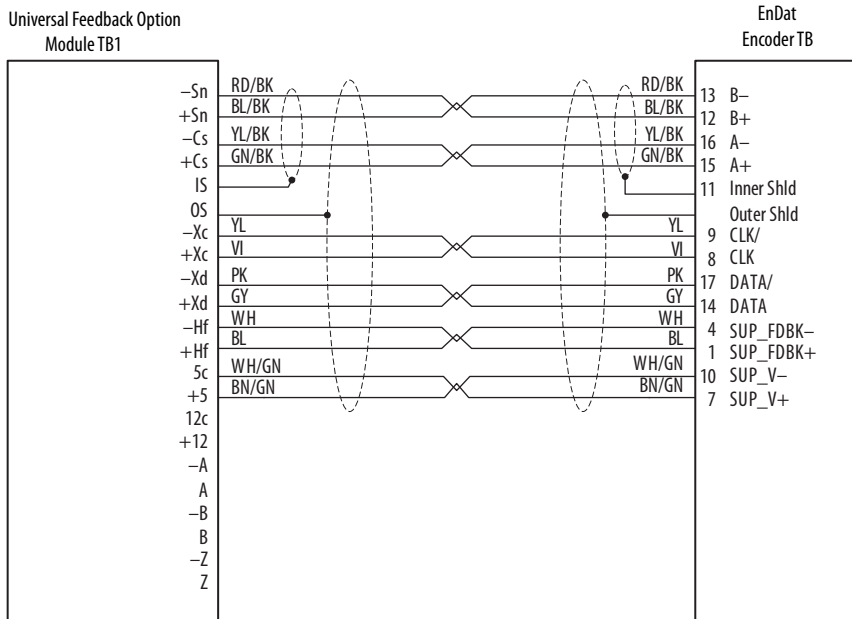 Universal Feedback Option
Module TB1
EnDat
Encoder TB
–Sn RD/BK RD/BK 13 B–
+Sn BL/BK BL/BK 12 B+
–Cs YL/BK YL/BK 16 A–
+Cs GN/BK GN/BK 15 A+
IS 11 Inner Shld
OS Outer Shld
–Xc YL YL 9 CLK/
+Xc VI VI 8 CLK
–Xd PK PK 17 DATA/
+Xd GY GY 14 DATA
–Hf WH WH 4 SUP_FDBK–
+Hf BL BL 1 SUP_FDBK+
5c WH/GN WH/GN 10 SUP_V–
+5 BN/GN BN/GN 7 SUP_V+
12c
+12
–A
A
–B
B
–Z
Z